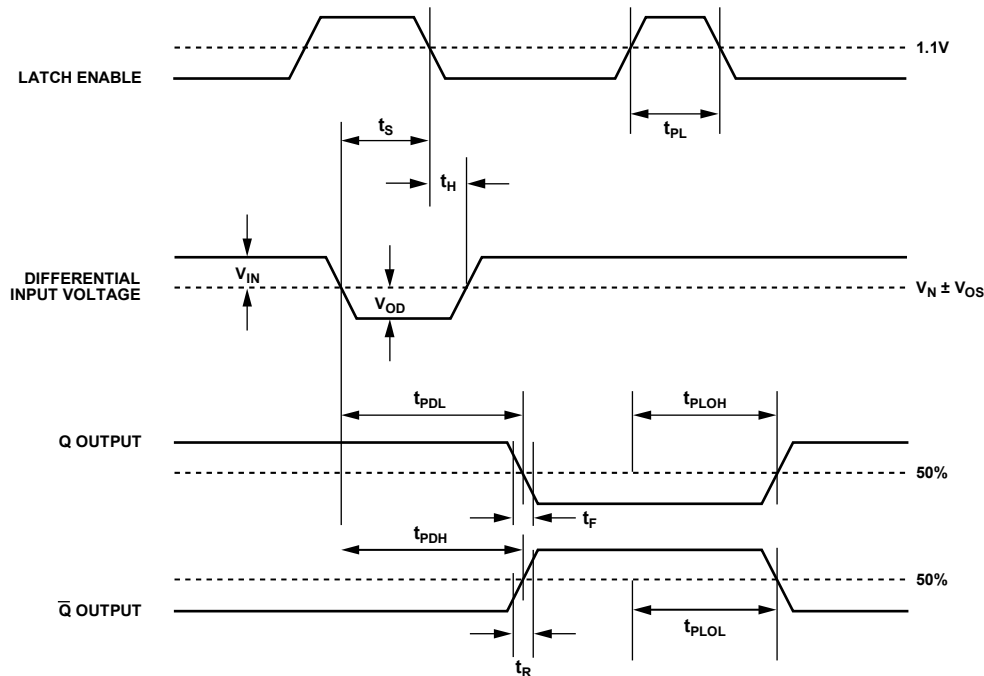 1.1V
LATCH ENABLE
tS
tPL
tH
VIN
DIFFERENTIAL
INPUT VOLTAGE
VOD
VN ± VOS
tPDL
tPLOH
Q OUTPUT
50%
tF
tPDH
50%
Q̅ OUTPUT
tPLOL
tR